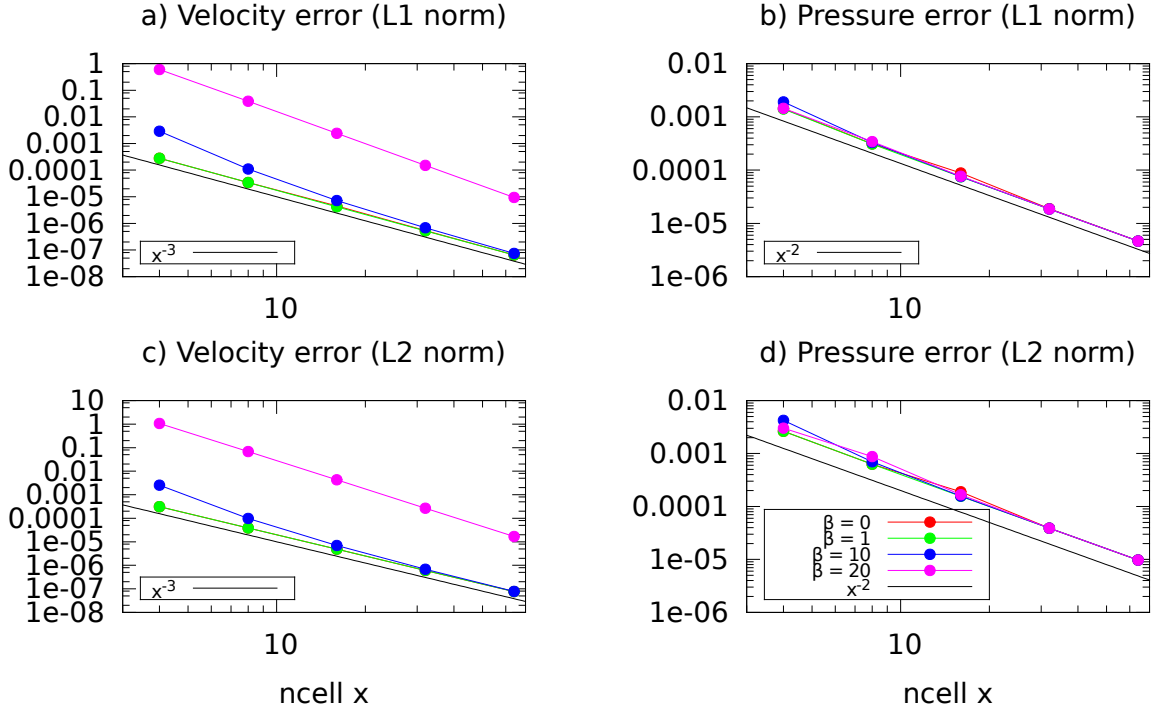 a) Velocity error (L1 norm)
1
0.1
0.01
0.001
0.0001
1e-05
1e-06
1e-07
1e-08
x-3
10
b) Pressure error (L1 norm)
0.01
0.001
0.0001
1e-05
1e-06
x-2
10
c) Velocity error (L2 norm)
10
1
0.1
0.01
0.001
0.0001
1e-05
1e-06
1e-07
1e-08
x-3
10
ncell x
d) Pressure error (L2 norm)
0.01
0.001
0.0001
1e-05
1e-06
β = 0
β = 1
β = 10
β = 20
x-2
10
ncell x